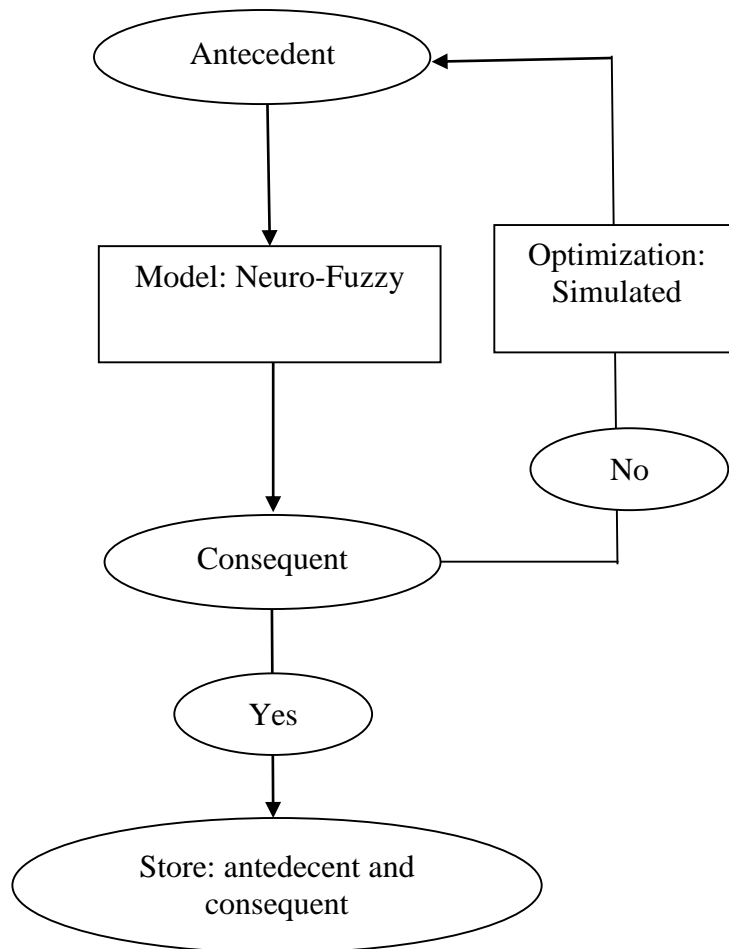 Antecedent
Model: Neuro-Fuzzy
Optimization:
Simulated
No
Consequent
Yes
Store: antedecent and
consequent